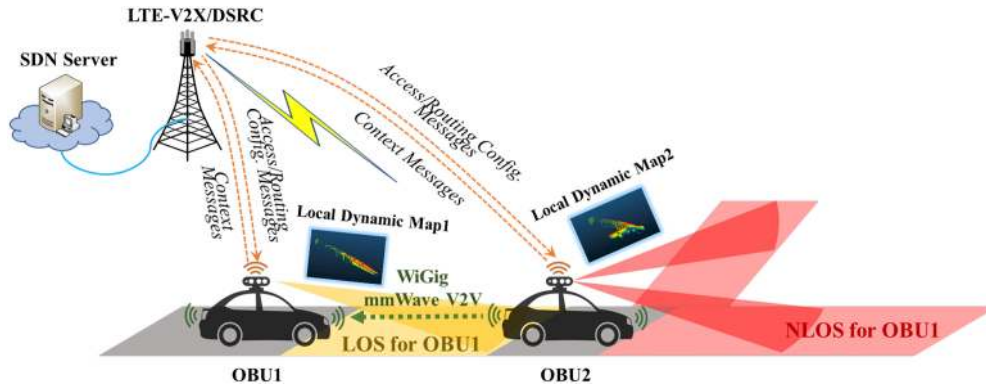 LTE-V2X/DSRC
SDN Server
Access/Routing Config.
Messages
Context Messages
Access/Routing
Config. Messages
Context
Messages
Local Dynamic Map1
Local Dynamic Map2
WiGig
mmWave V2V
LOS for OBU1
NLOS for OBU1
OBU1
OBU2